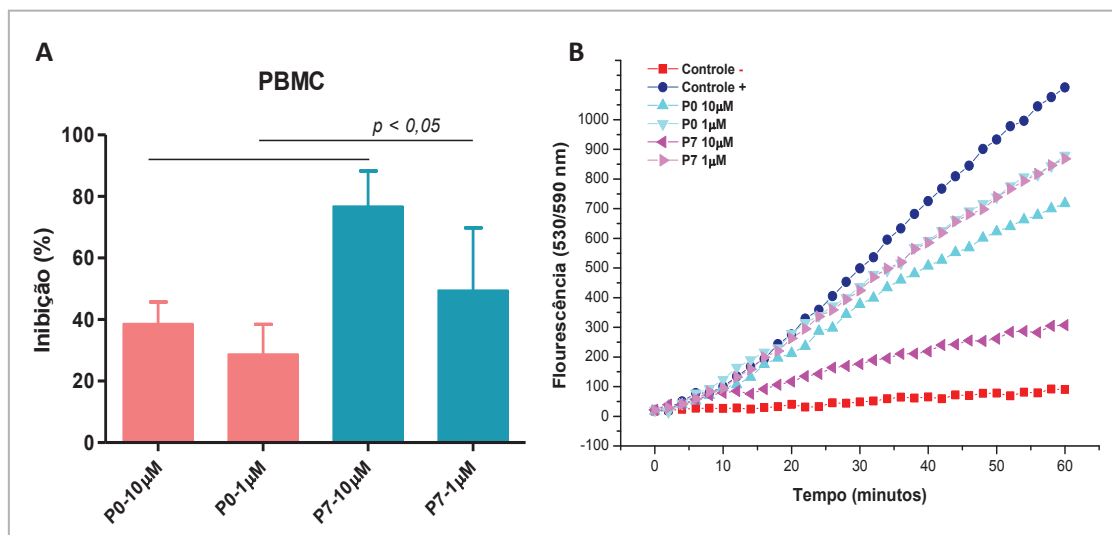 A
PBMC
p < 0,05
Inibição (%)
100
80
60
40
20
0
P0-10µM
P0-1µM
P7-10µM
P7-1µM
B
Controle -
Controle +
P0 10µM
P0 1µM
P7 10µM
P7 1µM
Flourescência (530/590 nm)
1000
900
800
700
600
500
400
300
200
100
0
-100
0
10
20
30
40
50
60
Tempo (minutos)